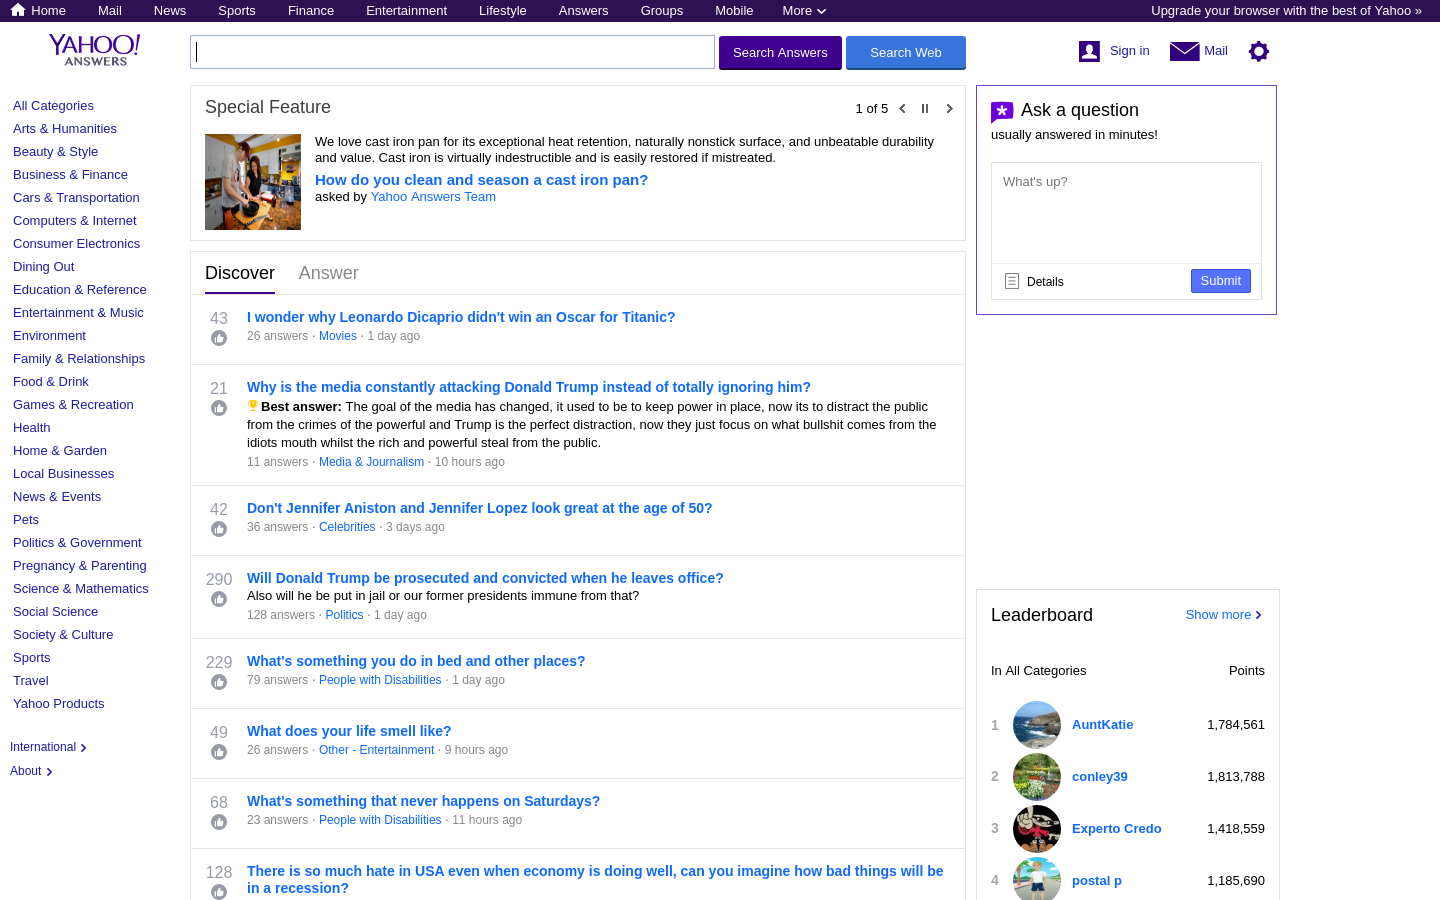 Home Mail News Sports Finance Entertainment Lifestyle Answers Groups Mobile More Upgrade your browser with the best of Yahoo »
YAHOO!
ANSWERS
Search Answers
Search Web
Sign in
Mail
All Categories
Arts & Humanities
Beauty & Style
Business & Finance
Cars & Transportation
Computers & Internet
Consumer Electronics
Dining Out
Education & Reference
Entertainment & Music
Environment
Family & Relationships
Food & Drink
Games & Recreation
Health
Home & Garden
Local Businesses
News & Events
Pets
Politics & Government
Pregnancy & Parenting
Science & Mathematics
Social Science
Society & Culture
Sports
Travel
Yahoo Products
International
About
Special Feature
1 of 5
We love cast iron pan for its exceptional heat retention, naturally nonstick surface, and unbeatable durability
and value. Cast iron is virtually indestructible and is easily restored if mistreated.
How do you clean and season a cast iron pan?
asked by Yahoo Answers Team
Discover Answer
43
I wonder why Leonardo Dicaprio didn't win an Oscar for Titanic?
26 answers · Movies · 1 day ago
21
Why is the media constantly attacking Donald Trump instead of totally ignoring him?
Best answer: The goal of the media has changed, it used to be to keep power in place, now its to distract the public
from the crimes of the powerful and Trump is the perfect distraction, now they just focus on what bullshit comes from the
idiots mouth whilst the rich and powerful steal from the public.
11 answers · Media & Journalism · 10 hours ago
42
Don't Jennifer Aniston and Jennifer Lopez look great at the age of 50?
36 answers · Celebrities · 3 days ago
290
Will Donald Trump be prosecuted and convicted when he leaves office?
Also will he be put in jail or our former presidents immune from that?
128 answers · Politics · 1 day ago
229
What's something you do in bed and other places?
79 answers · People with Disabilities · 1 day ago
49
What does your life smell like?
26 answers · Other - Entertainment · 9 hours ago
68
What's something that never happens on Saturdays?
23 answers · People with Disabilities · 11 hours ago
128
There is so much hate in USA even when economy is doing well, can you imagine how bad things will be
in a recession?
Ask a question
usually answered in minutes!
What's up?
Details
Submit
Leaderboard
Show more
In All Categories Points
1 AuntKatie 1,784,561
2 conley39 1,813,788
3 Experto Credo 1,418,559
4 postal p 1,185,690